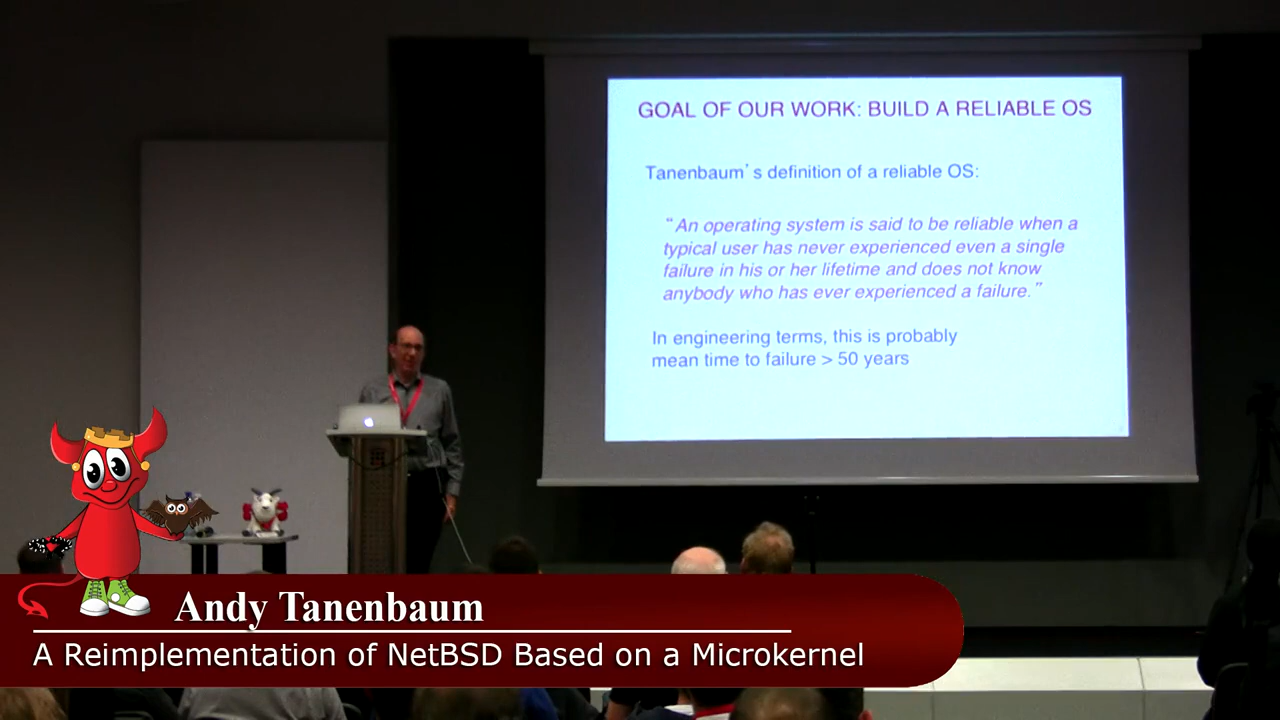 GOAL OF OUR WORK: BUILD A RELIABLE OS
Tanenbaum's definition of a reliable OS:
"An operating system is said to be reliable when a
typical user has never experienced even a single
failure in his or her lifetime and does not know
anybody who has ever experienced a failure."
In engineering terms, this is probably
mean time to failure > 50 years
Andy Tanenbaum
A Reimplementation of NetBSD Based on a Microkernel